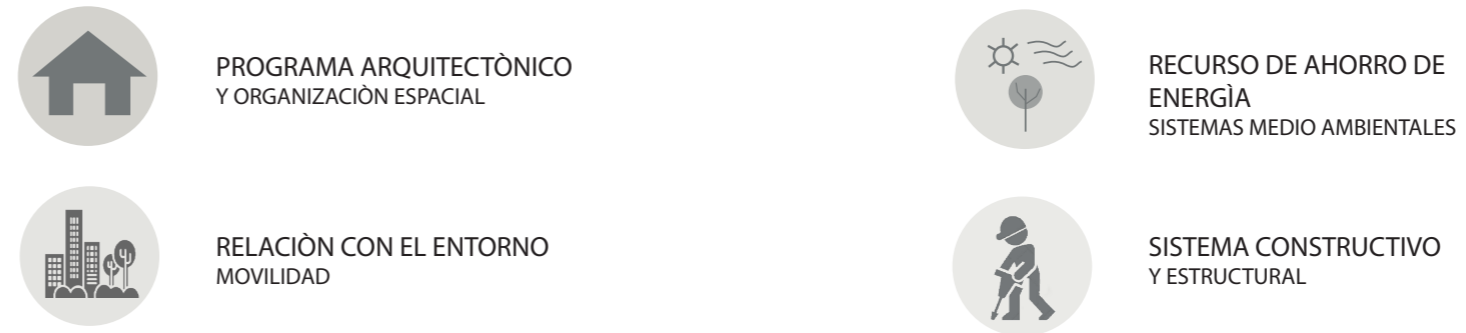 PROGRAMA ARQUITECTÒNICO
Y ORGANIZACIÒN ESPACIAL
RELACIÒN CON EL ENTORNO
MOVILIDAD
RECURSO DE AHORRO DE
ENERGÌA
SISTEMAS MEDIO AMBIENTALES
SISTEMA CONSTRUCTIVO
Y ESTRUCTURAL